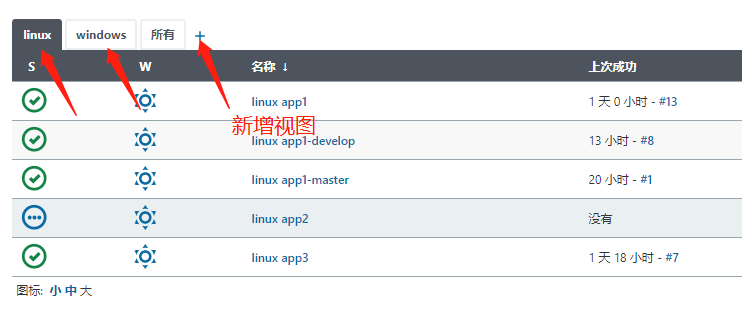 linux windows 所有 +
S W 名称 ↓ 上次成功
linux app1 1 天 0 小时 - #13
新增视图
linux app1-develop 13 小时 - #8
linux app1-master 20 小时 - #1
linux app2 没有
linux app3 1 天 18 小时 - #7
图标: 小 中 大